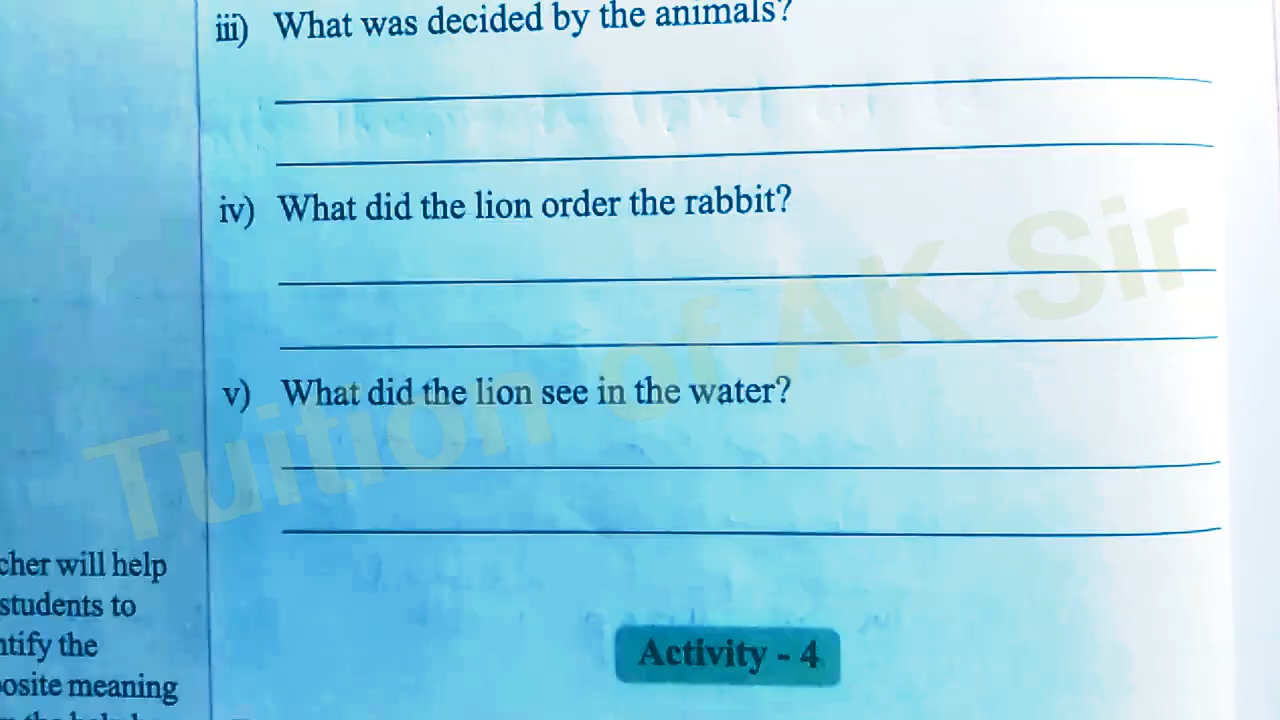 iii) What was decided by the animals?
iv) What did the lion order the rabbit?
v) What did the lion see in the water?
Tuition of AK Sir
cher will help
students to
ntify the
posite meaning
Activity - 4